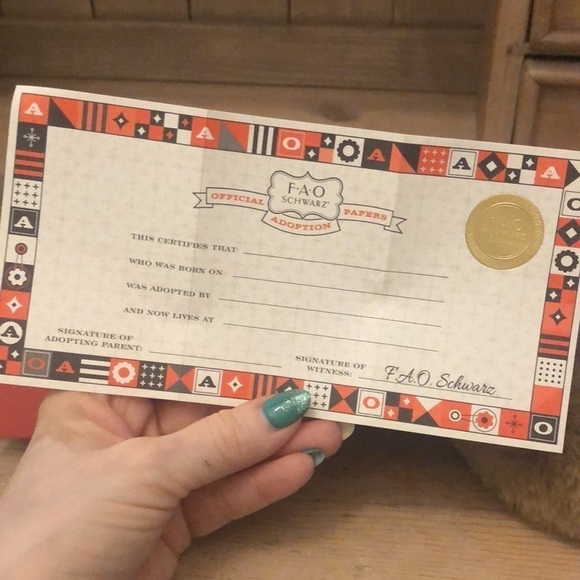 F·A·O
SCHWARZ
OFFICIAL ADOPTION PAPERS
THIS CERTIFIES THAT
WHO WAS BORN ON
WAS ADOPTED BY
AND NOW LIVES AT
SIGNATURE OF
ADOPTING PARENT:
SIGNATURE OF
WITNESS: F.A.O. Schwarz